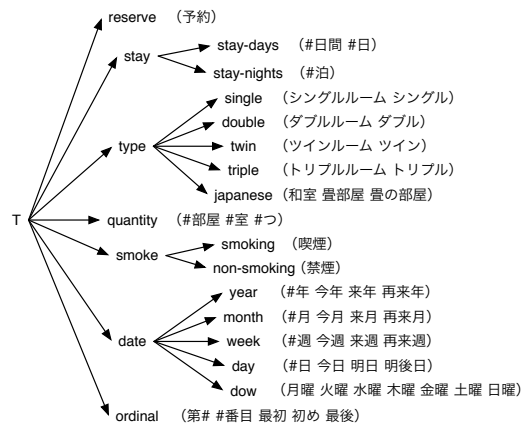 reserve （予約）
stay
stay-days （#日間 #日）
stay-nights （#泊）
type
single （シングルルーム シングル）
double （ダブルルーム ダブル）
twin （ツインルーム ツイン）
triple （トリプルルーム トリプル）
japanese （和室 畳部屋 畳の部屋）
T
quantity （#部屋 #室 #つ）
smoke
smoking （喫煙）
non-smoking （禁煙）
date
year （#年 今年 来年 再来年）
month （#月 今月 来月 再来月）
week （#週 今週 来週 再来週）
day （#日 今日 明日 明後日）
dow （月曜 火曜 水曜 木曜 金曜 土曜 日曜）
ordinal （第# #番目 最初 初め 最後）